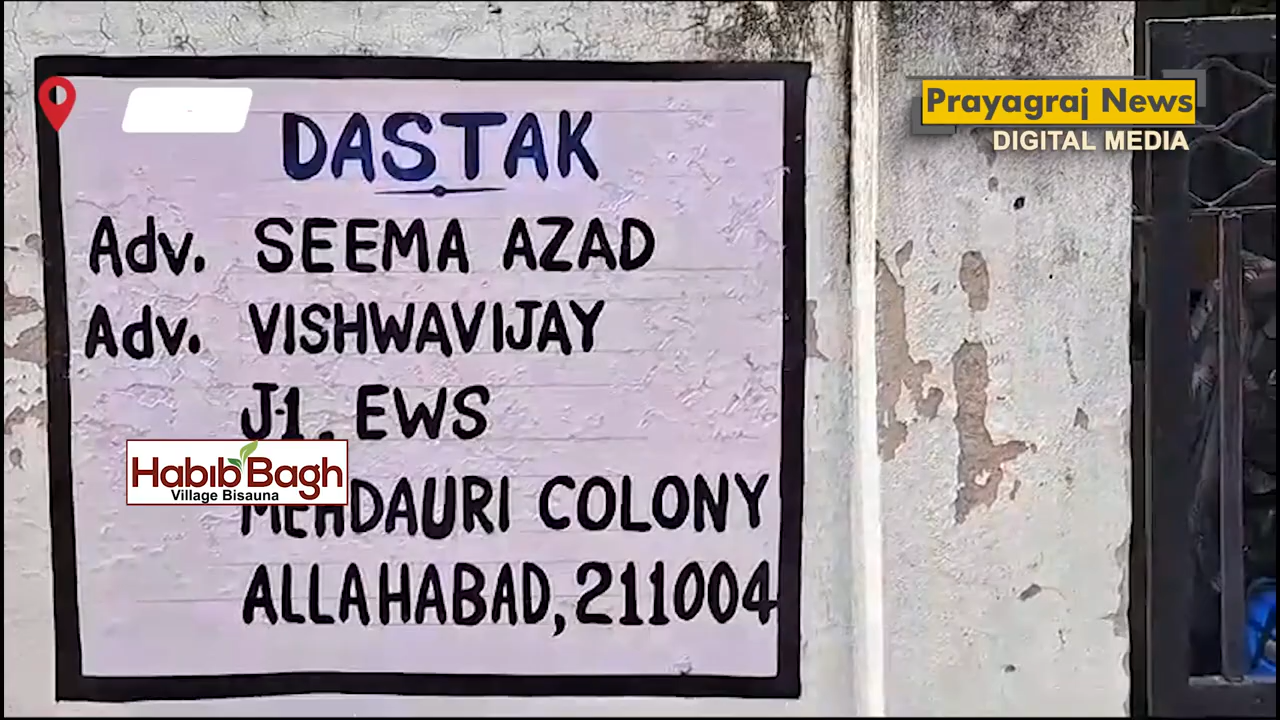 DASTAK
Adv. SEEMA AZAD
Adv. VISHWAVIJAY
J-1, EWS
MEHDAURI COLONY
ALLAHABAD, 211004
Prayagraj News
DIGITAL MEDIA
Habib Bagh
Village Bisauna